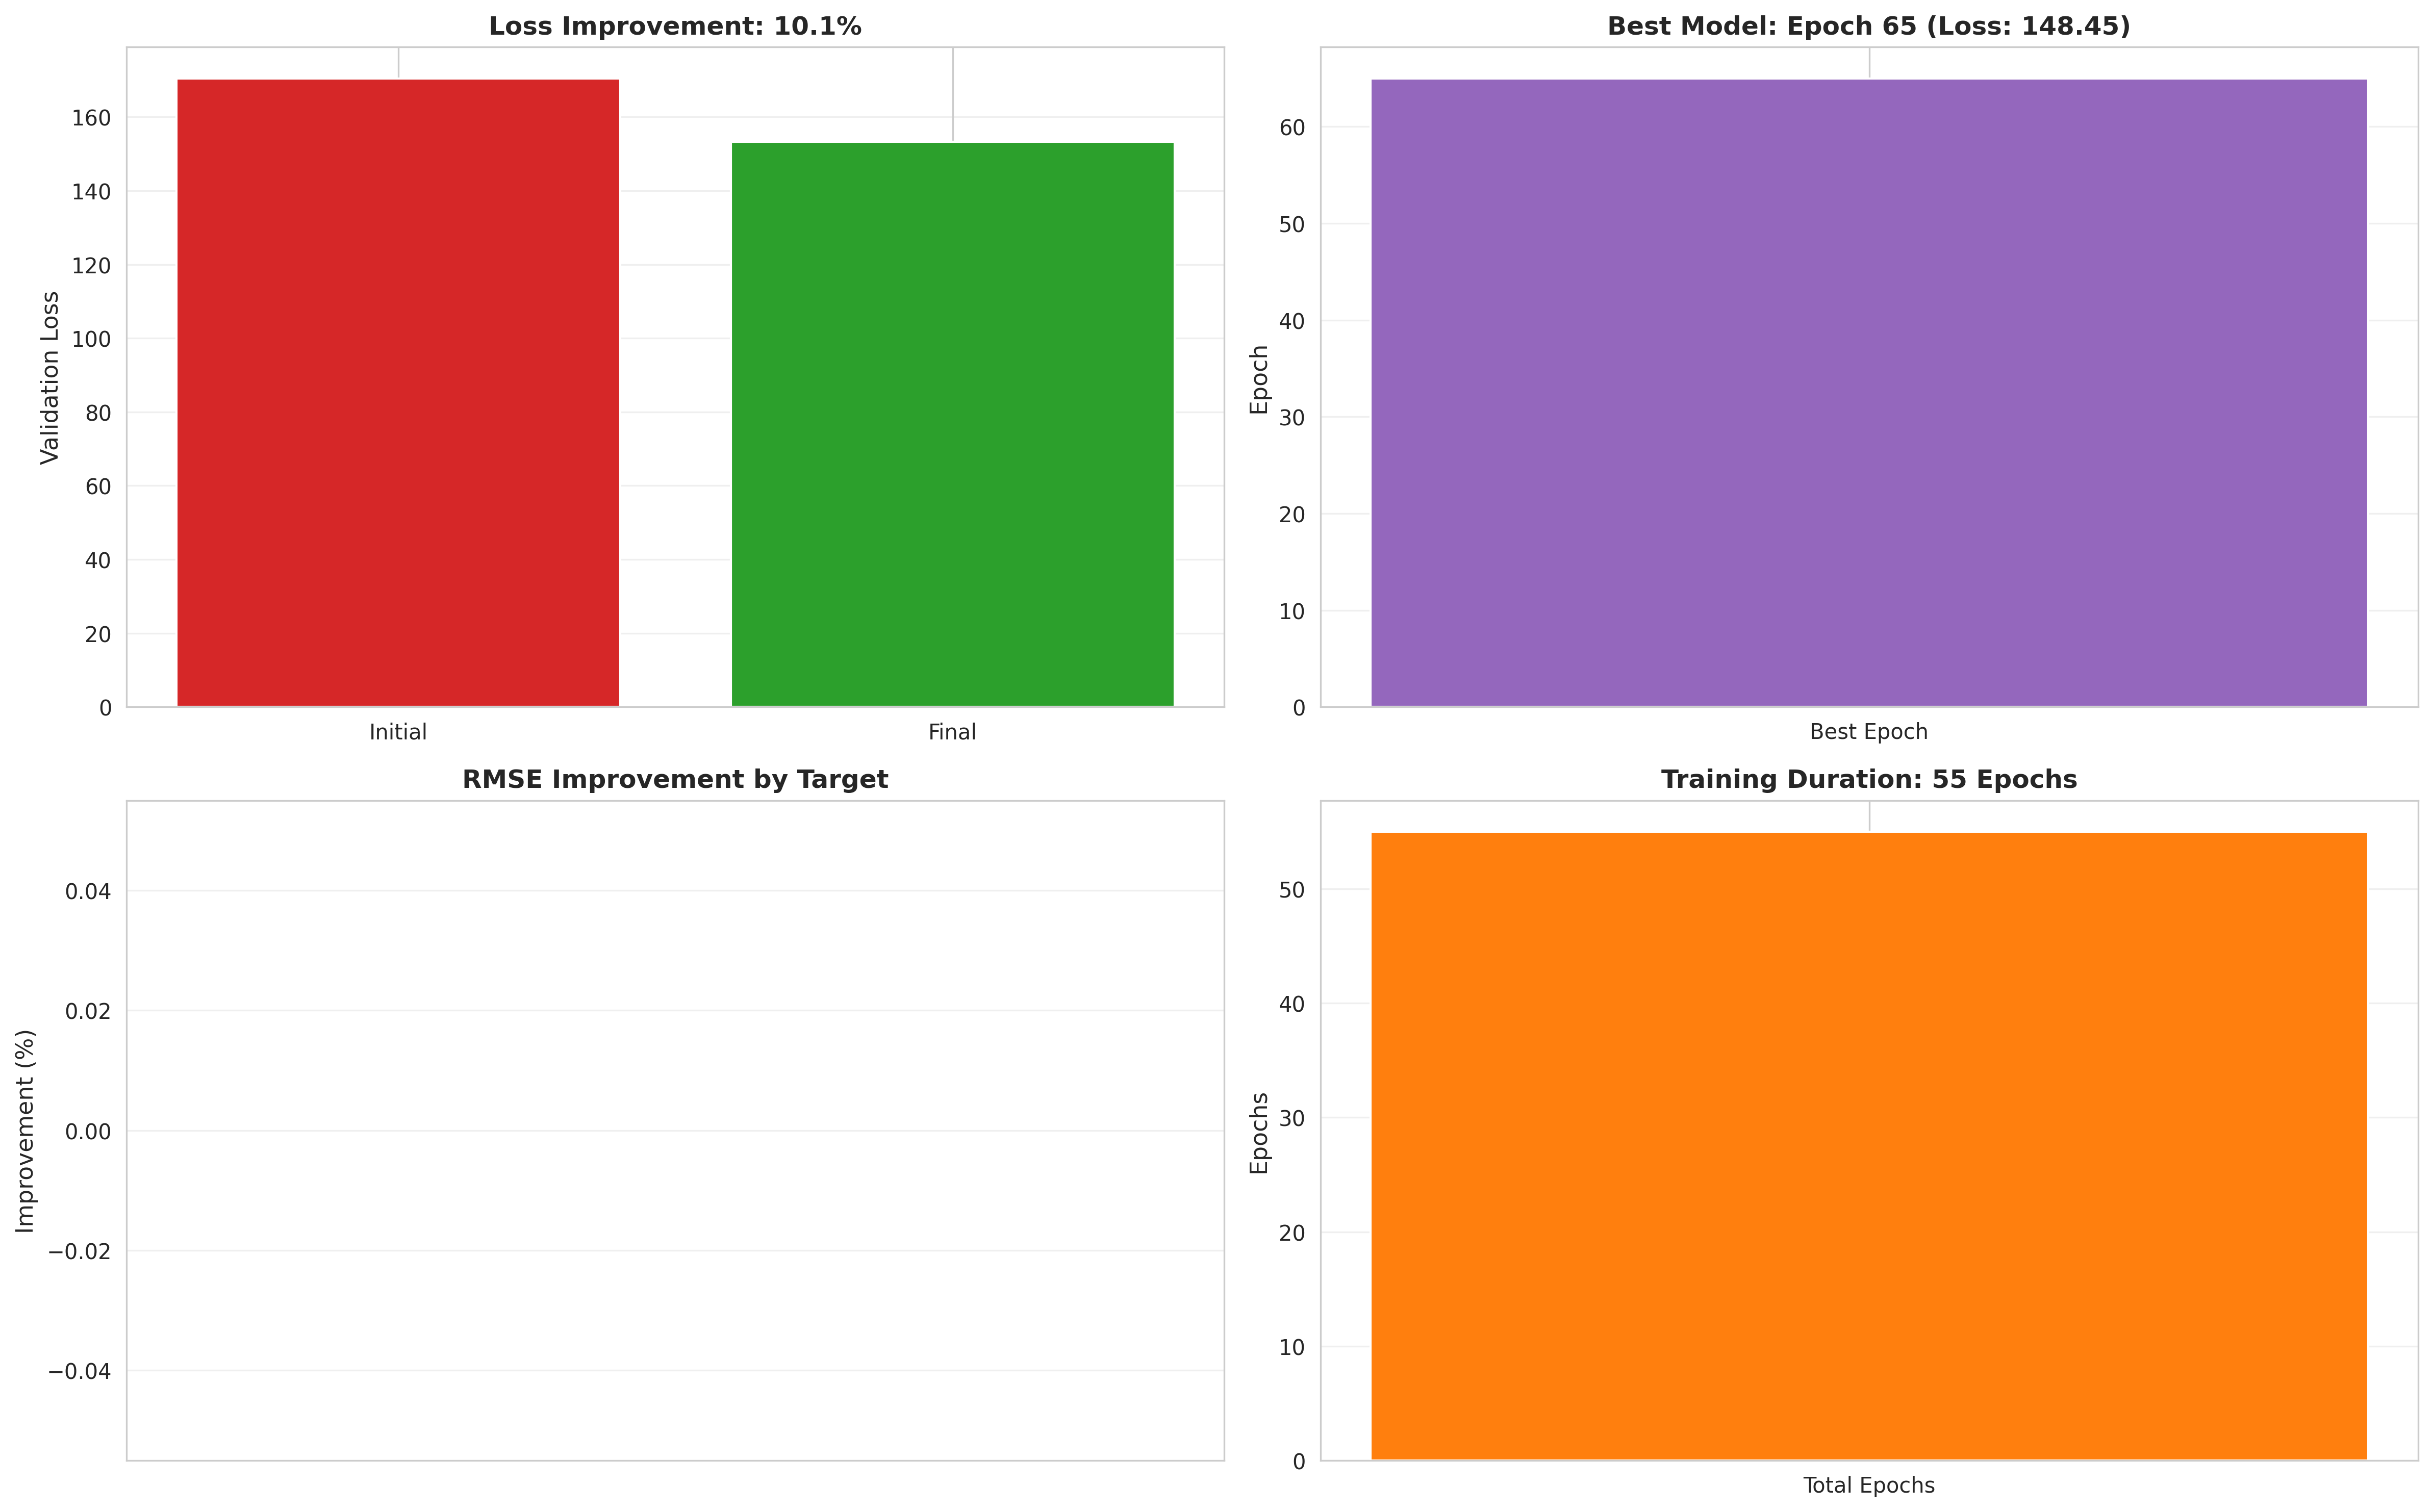 Loss Improvement: 10.1%
Validation Loss
160
140
120
100
80
60
40
20
0
Initial
Final
Best Model: Epoch 65 (Loss: 148.45)
Epoch
60
50
40
30
20
10
0
Best Epoch
RMSE Improvement by Target
Improvement (%)
0.04
0.02
0.00
−0.02
−0.04
Training Duration: 55 Epochs
Epochs
50
40
30
20
10
0
Total Epochs